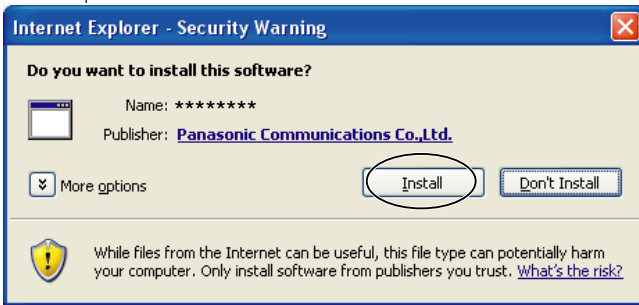 Internet Explorer - Security Warning
Do you want to install this software?
Name: ********
Publisher: Panasonic Communications Co.,Ltd.
More options
Install
Don't Install
While files from the Internet can be useful, this file type can potentially harm
your computer. Only install software from publishers you trust. What's the risk?